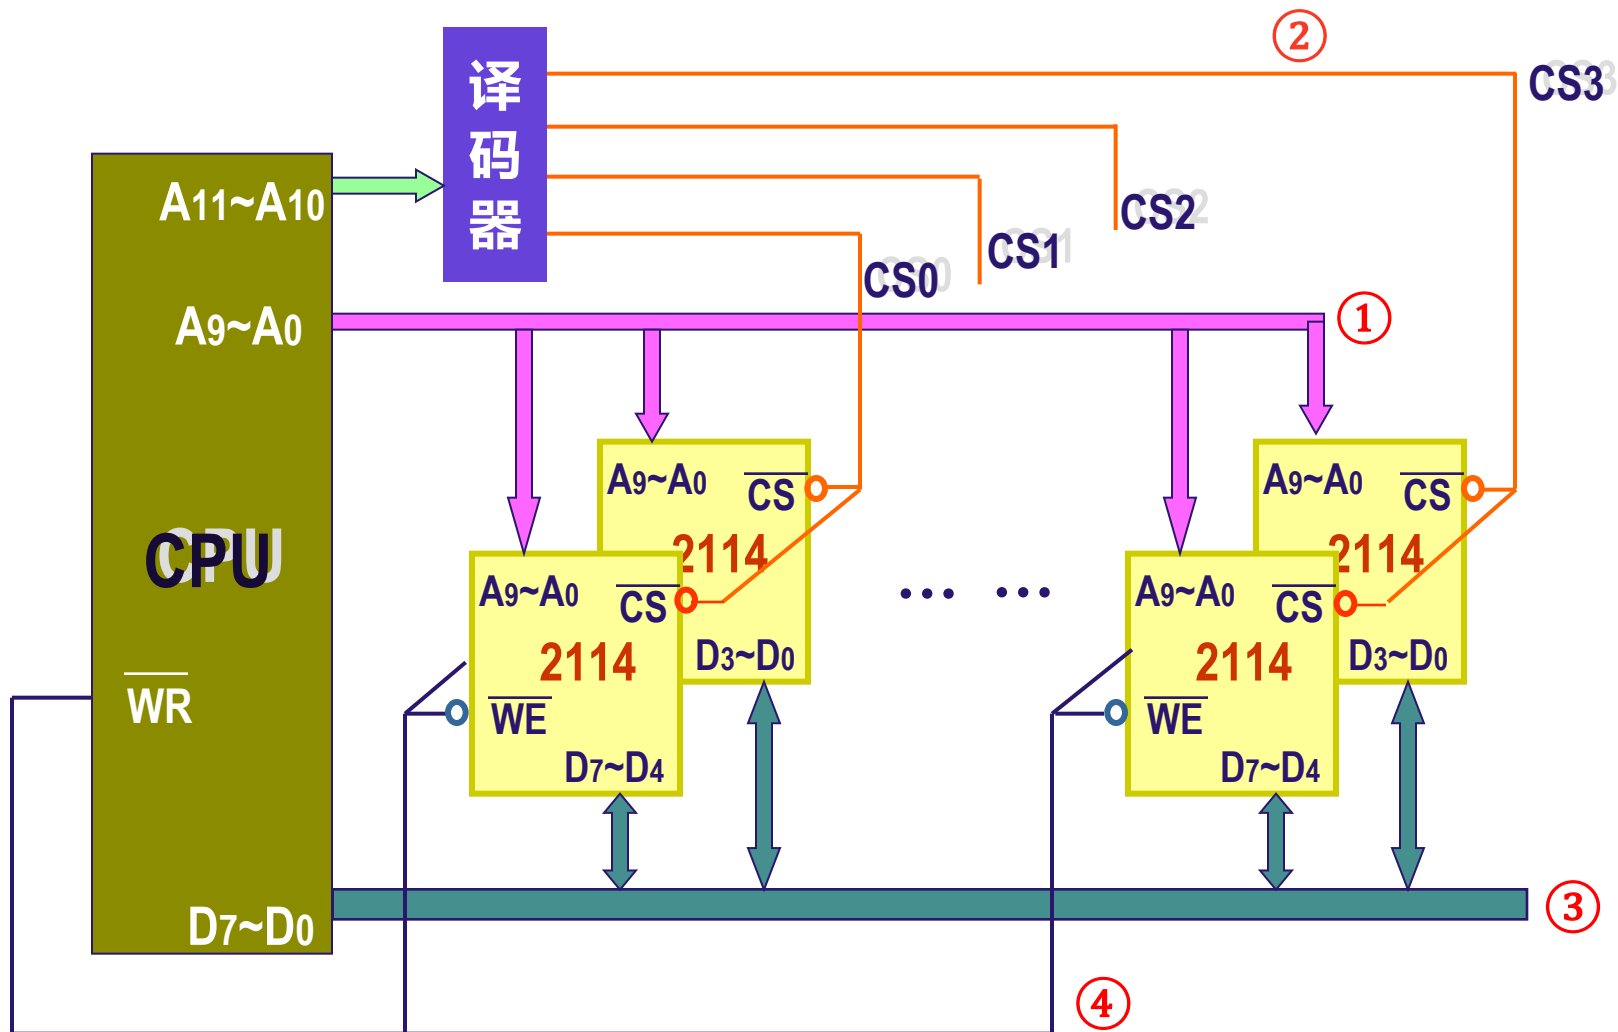 ②
CS3
译
码
器
A11~A10
CS2
CS1
CS0
A9~A0
①
A9~A0
CS
2114
A9~A0
CS
2114
CPU
A9~A0
CS
2114
WE
D7~D4
D3~D0
... ...
A9~A0
CS
2114
WE
D7~D4
D3~D0
WR
D7~D0
③
④